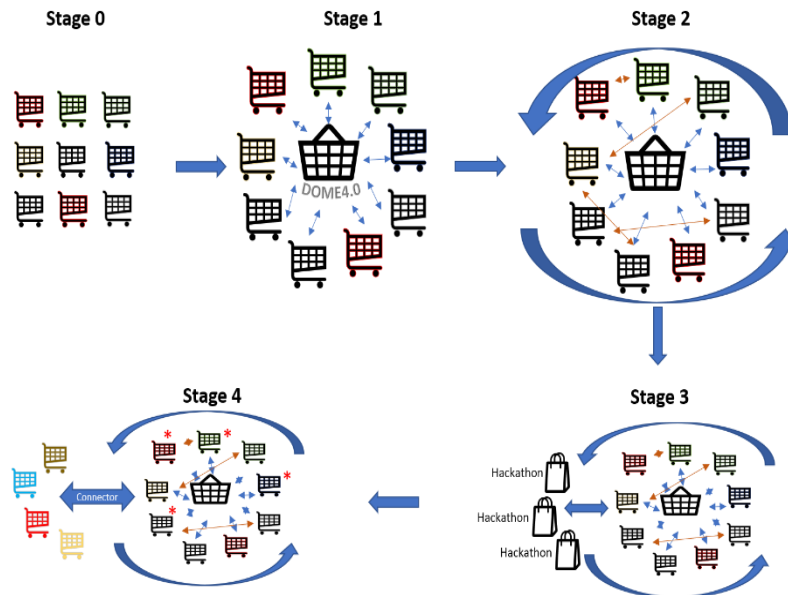 Stage 0
Stage 1
Stage 2
DOME4.0
Stage 4
Stage 3
Hackathon
Connector
Hackathon
Hackathon